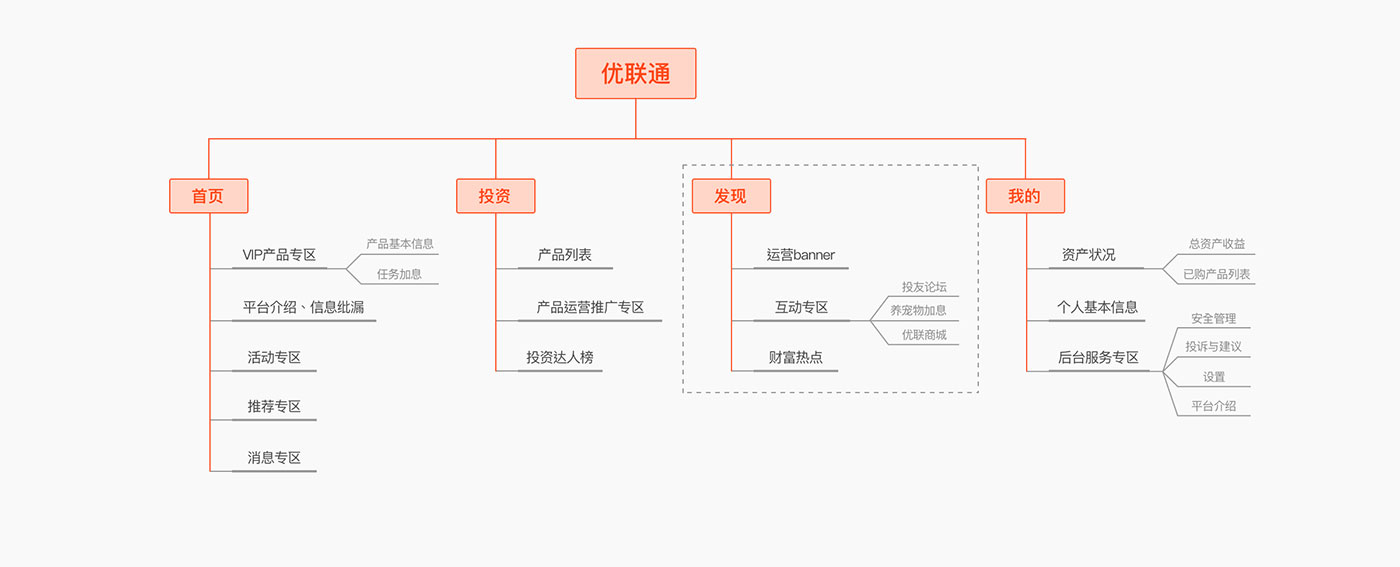 优联通
首页
投资
发现
我的
VIP产品专区
产品基本信息
任务加息
平台介绍、信息纰漏
活动专区
推荐专区
消息专区
产品列表
产品运营推广专区
投资达人榜
运营banner
互动专区
投友论坛
养宠物加息
优联商城
财富热点
资产状况
总资产收益
已购产品列表
个人基本信息
后台服务专区
安全管理
投诉与建议
设置
平台介绍